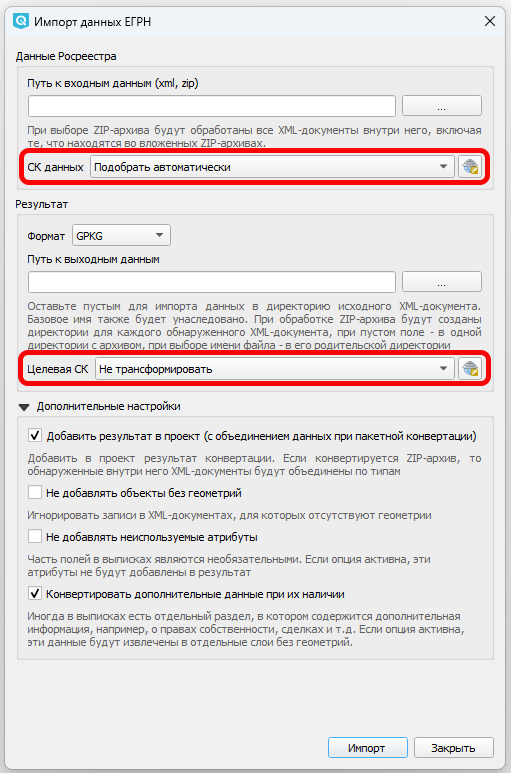 Импорт данных ЕГРН
Данные Росреестра
Путь к входным данным (xml, zip)
...
При выборе ZIP-архива будут обработаны все XML-документы внутри него, включая
те, что находятся во вложенных ZIP-архивах.
СК данных Подобрать автоматически
Результат
Формат GPKG
Путь к выходным данным
...
Оставьте пустым для импорта данных в директорию исходного XML-документа.
Базовое имя также будет унаследовано. При обработке ZIP-архива будут созданы
директории для каждого обнаруженного XML-документа, при пустом поле - в одной
директории с архивом, при выборе имени файла - в его родительской директории
Целевая СК Не трансформировать
Дополнительные настройки
Добавить результат в проект (с объединением данных при пакетной конвертации)
Добавить в проект результат конвертации. Если конвертируется ZIP-архив, то
обнаруженные внутри него XML-документы будут объединены по типам
Не добавлять объекты без геометрий
Игнорировать записи в XML-документах, для которых отсутствуют геометрии
Не добавлять неиспользуемые атрибуты
Часть полей в выписках являются необязательными. Если опция активна, эти
атрибуты не будут добавлены в результат
Конвертировать дополнительные данные при их наличии
Иногда в выписках есть отдельный раздел, в котором содержится дополнительная
информация, например, о правах собственности, сделках и т.д. Если опция активна,
эти данные будут извлечены в отдельные слои без геометрий.
Импорт Закрыть